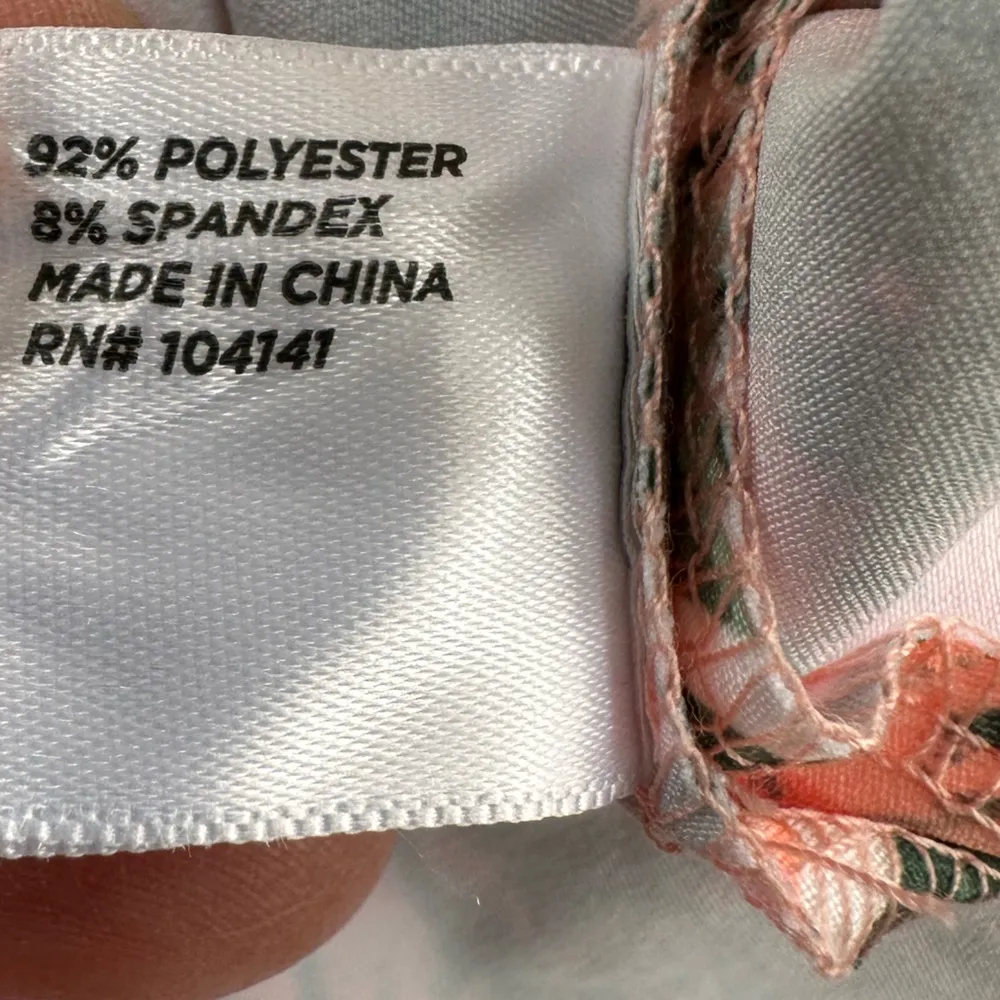 92% POLYESTER
8% SPANDEX
MADE IN CHINA
RN# 104141